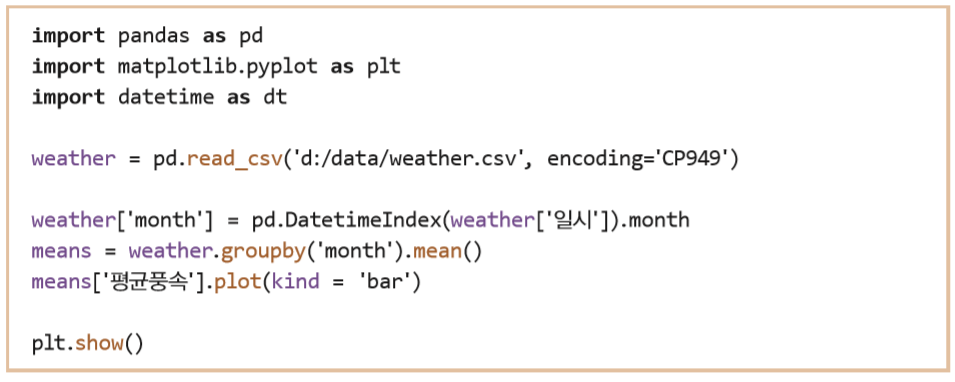 import pandas as pd
import matplotlib.pyplot as plt
import datetime as dt
weather = pd.read_csv('d:/data/weather.csv', encoding='CP949')
weather['month'] = pd.DatetimeIndex(weather['일시']).month
means = weather.groupby('month').mean()
means['평균풍속'].plot(kind = 'bar')
plt.show()